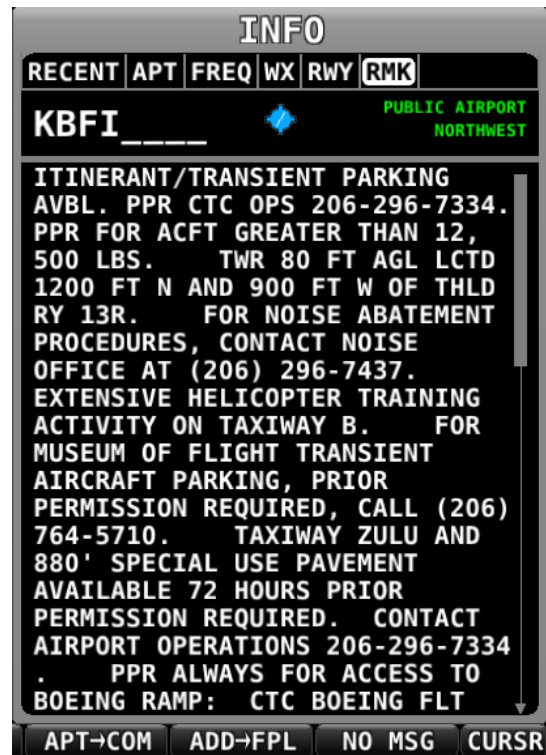 INFO
RECENT APT FREQ WX RWY RMK
KBFI____
PUBLIC AIRPORT
NORTHWEST
ITINERANT/TRANSIENT PARKING
AVBL. PPR CTC OPS 206-296-7334.
PPR FOR ACFT GREATER THAN 12,
500 LBS. TWR 80 FT AGL LCTD
1200 FT N AND 900 FT W OF THLD
RY 13R. FOR NOISE ABATEMENT
PROCEDURES, CONTACT NOISE
OFFICE AT (206) 296-7437.
EXTENSIVE HELICOPTER TRAINING
ACTIVITY ON TAXIWAY B. FOR
MUSEUM OF FLIGHT TRANSIENT
AIRCRAFT PARKING, PRIOR
PERMISSION REQUIRED, CALL (206)
764-5710. TAXIWAY ZULU AND
880' SPECIAL USE PAVEMENT
AVAILABLE 72 HOURS PRIOR
PERMISSION REQUIRED. CONTACT
AIRPORT OPERATIONS 206-296-7334
. PPR ALWAYS FOR ACCESS TO
BOEING RAMP: CTC BOEING FLT
APT→COM ADD→FPL NO MSG CURSR